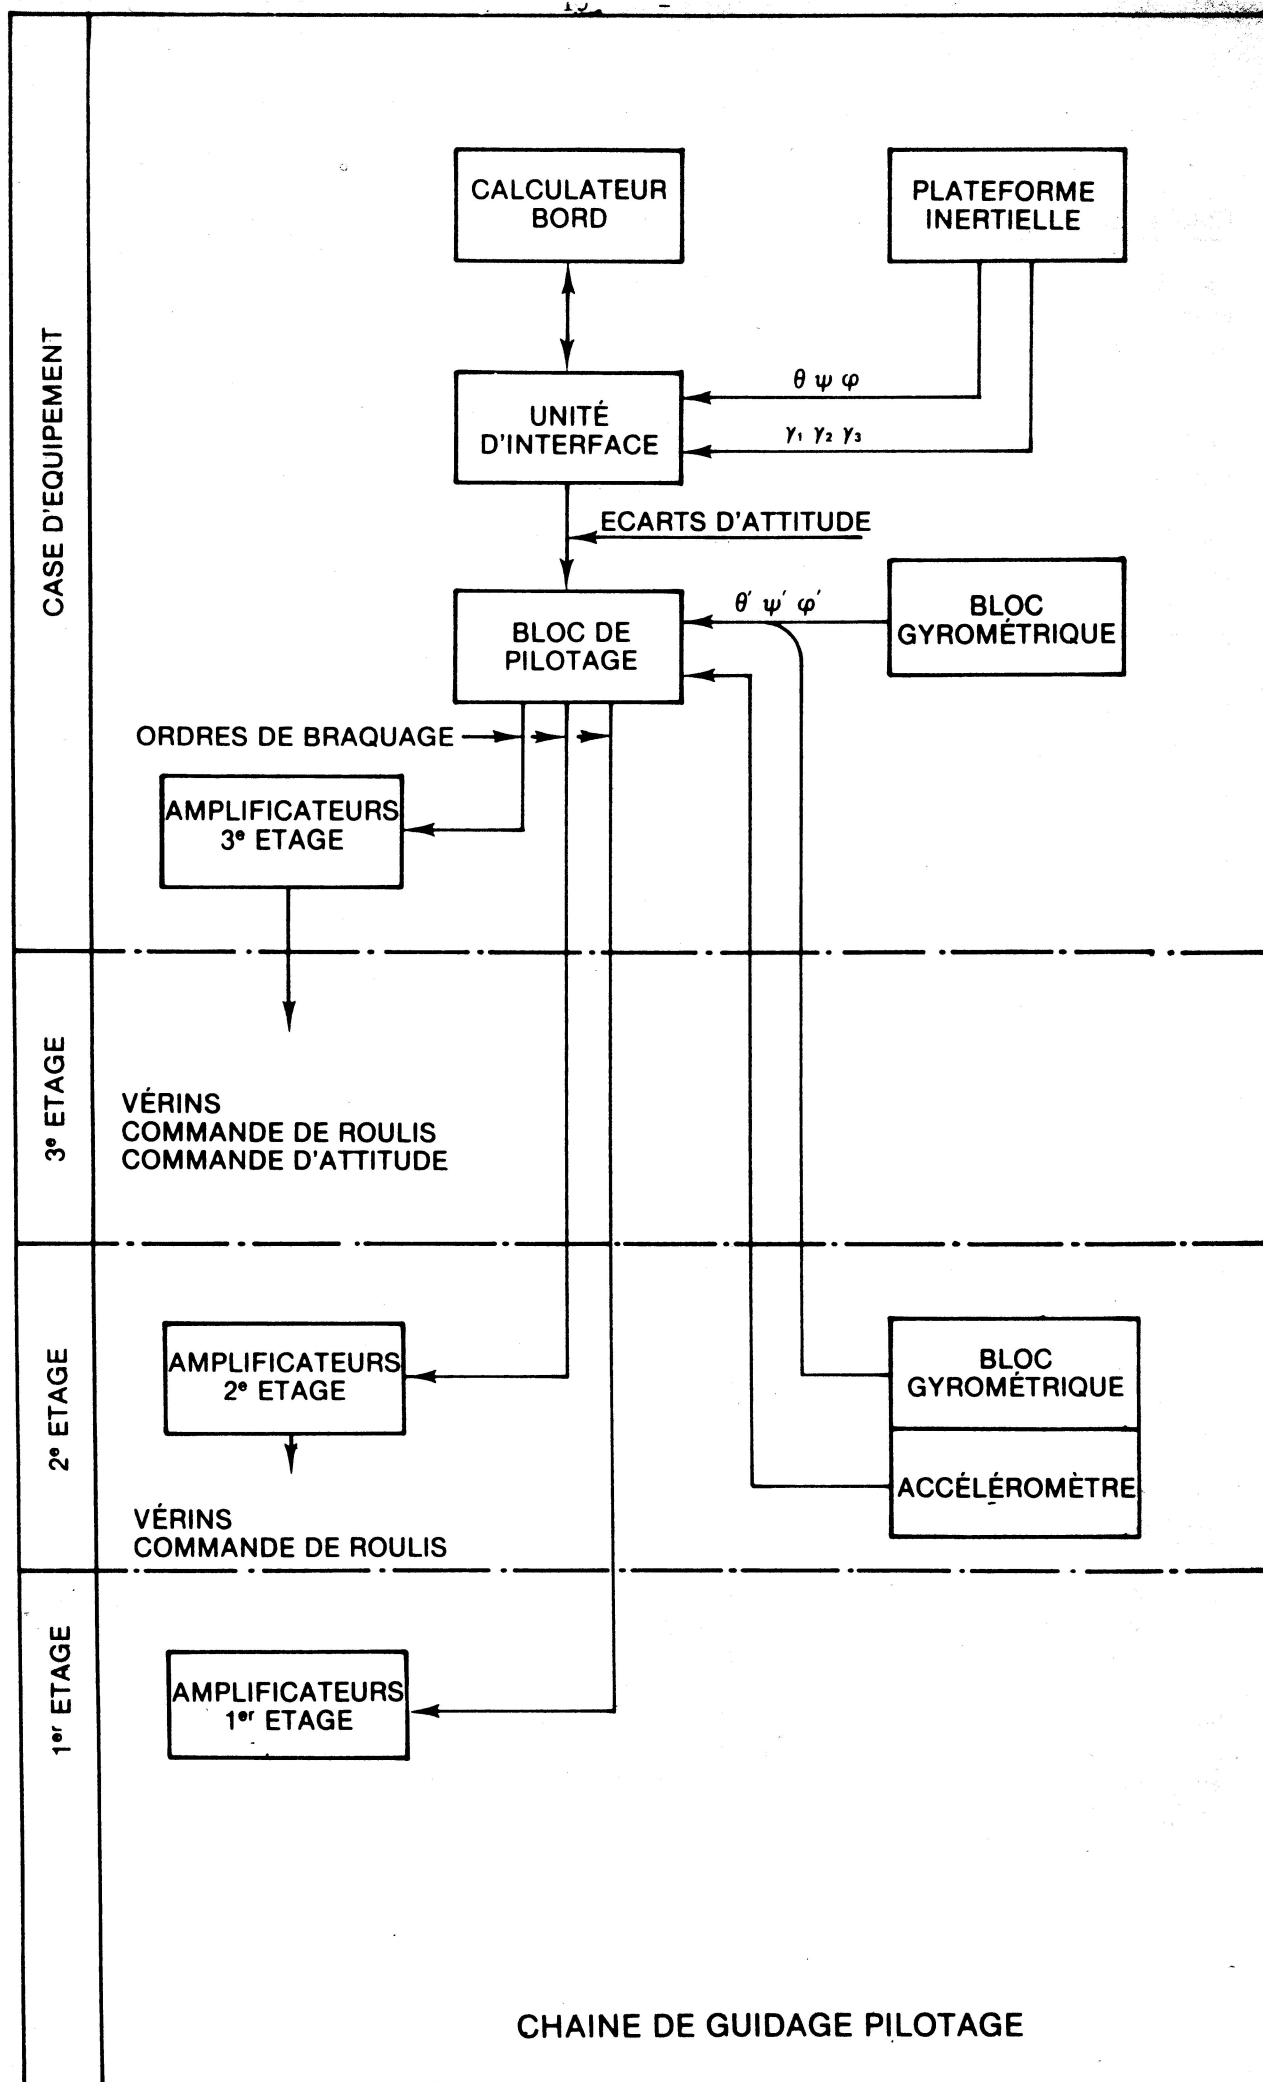 CALCULATEUR
BORD
PLATEFORME
INERTIELLE
θ ψ φ
UNITÉ
D'INTERFACE
γ₁ γ₂ γ₃
ECARTS D'ATTITUDE
CASE D'EQUIPEMENT
BLOC DE
PILOTAGE
θ′ ψ′ φ′
BLOC
GYROMÉTRIQUE
ORDRES DE BRAQUAGE
AMPLIFICATEURS
3ᵉ ETAGE
3ᵉ ETAGE
VÉRINS
COMMANDE DE ROULIS
COMMANDE D'ATTITUDE
2ᵉ ETAGE
AMPLIFICATEURS
2ᵉ ETAGE
BLOC
GYROMÉTRIQUE
ACCÉLÉROMÈTRE
VÉRINS
COMMANDE DE ROULIS
1ᵉʳ ETAGE
AMPLIFICATEURS
1ᵉʳ ETAGE
CHAINE DE GUIDAGE PILOTAGE